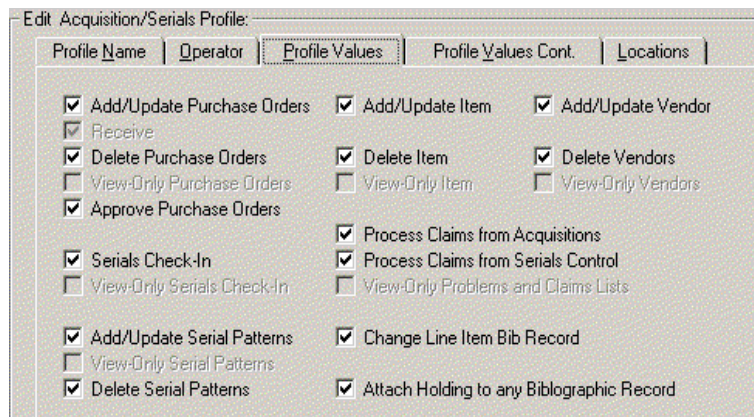 Edit Acquisition/Serials Profile:
Profile Name Operator Profile Values Profile Values Cont. Locations
Add/Update Purchase Orders Add/Update Item Add/Update Vendor
Receive
Delete Purchase Orders Delete Item Delete Vendors
View-Only Purchase Orders View-Only Item View-Only Vendors
Approve Purchase Orders
Process Claims from Acquisitions
Serials Check-In Process Claims from Serials Control
View-Only Serials Check-In View-Only Problems and Claims Lists
Add/Update Serial Patterns Change Line Item Bib Record
View-Only Serial Patterns
Delete Serial Patterns Attach Holding to any Biblographic Record